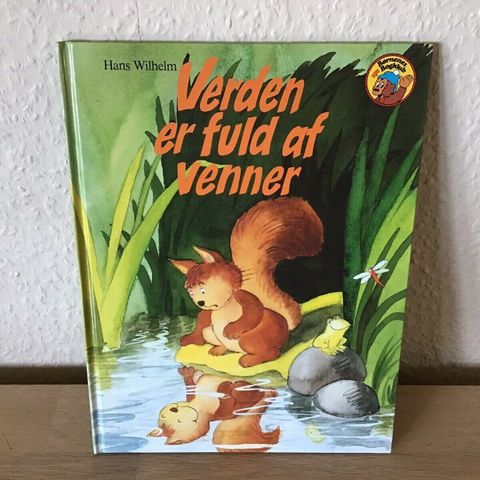 Hans Wilhelm
Verden
er fuld af
venner
Børnenes
Bogklub